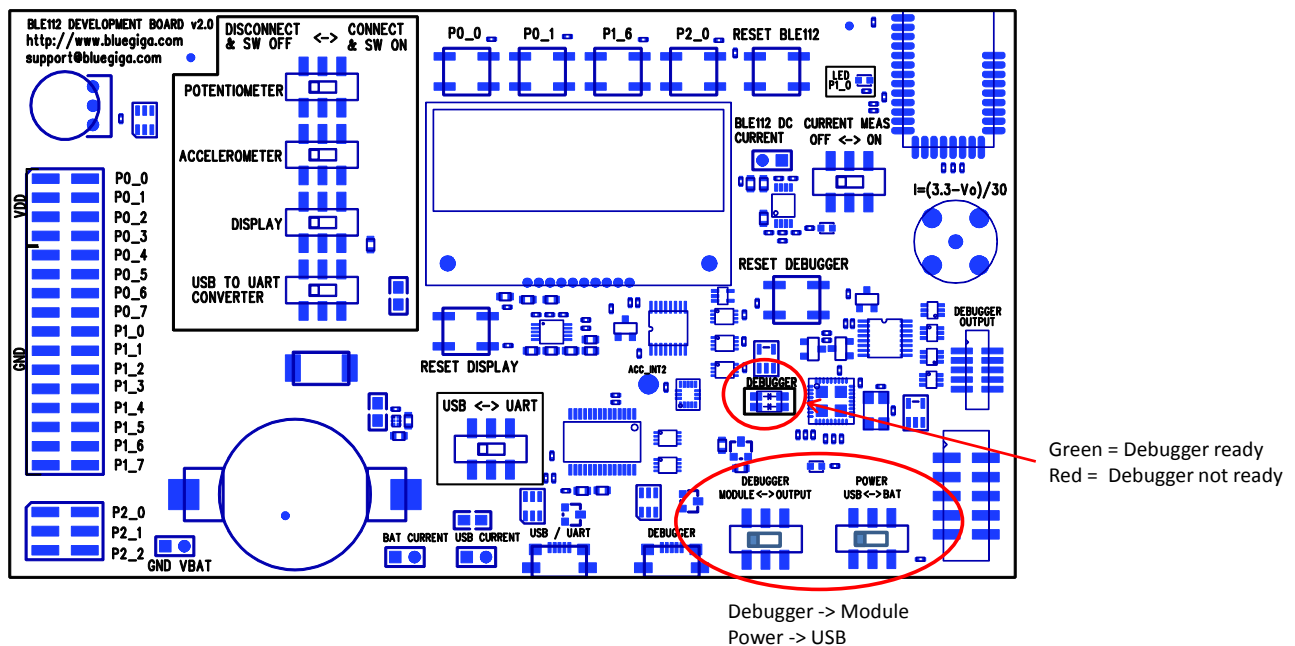 BLE112 DEVELOPMENT BOARD v2.0
http://www.bluegiga.com
support@bluegiga.com
DISCONNECT & SW OFF <-> CONNECT & SW ON
POTENTIOMETER
ACCELEROMETER
DISPLAY
USB TO UART
CONVERTER
P0_0
P0_1
P1_6
P2_0
RESET BLE112
LED
P1_0
BLE112 DC
CURRENT
CURRENT MEAS
OFF <-> ON
I=(3.3-Vo)/30
VDD
GND
P0_0
P0_1
P0_2
P0_3
P0_4
P0_5
P0_6
P0_7
P1_0
P1_1
P1_2
P1_3
P1_4
P1_5
P1_6
P1_7
P2_0
P2_1
P2_2
GND VBAT
RESET DISPLAY
RESET DEBUGGER
DEBUGGER
OUTPUT
ACC_INT2
DEBUGGER
USB <-> UART
BAT CURRENT
USB CURRENT
USB / UART
DEBUGGER
DEBUGGER
MODULE<->OUTPUT
POWER
USB<->BAT
Green = Debugger ready
Red = Debugger not ready
Debugger -> Module
Power -> USB